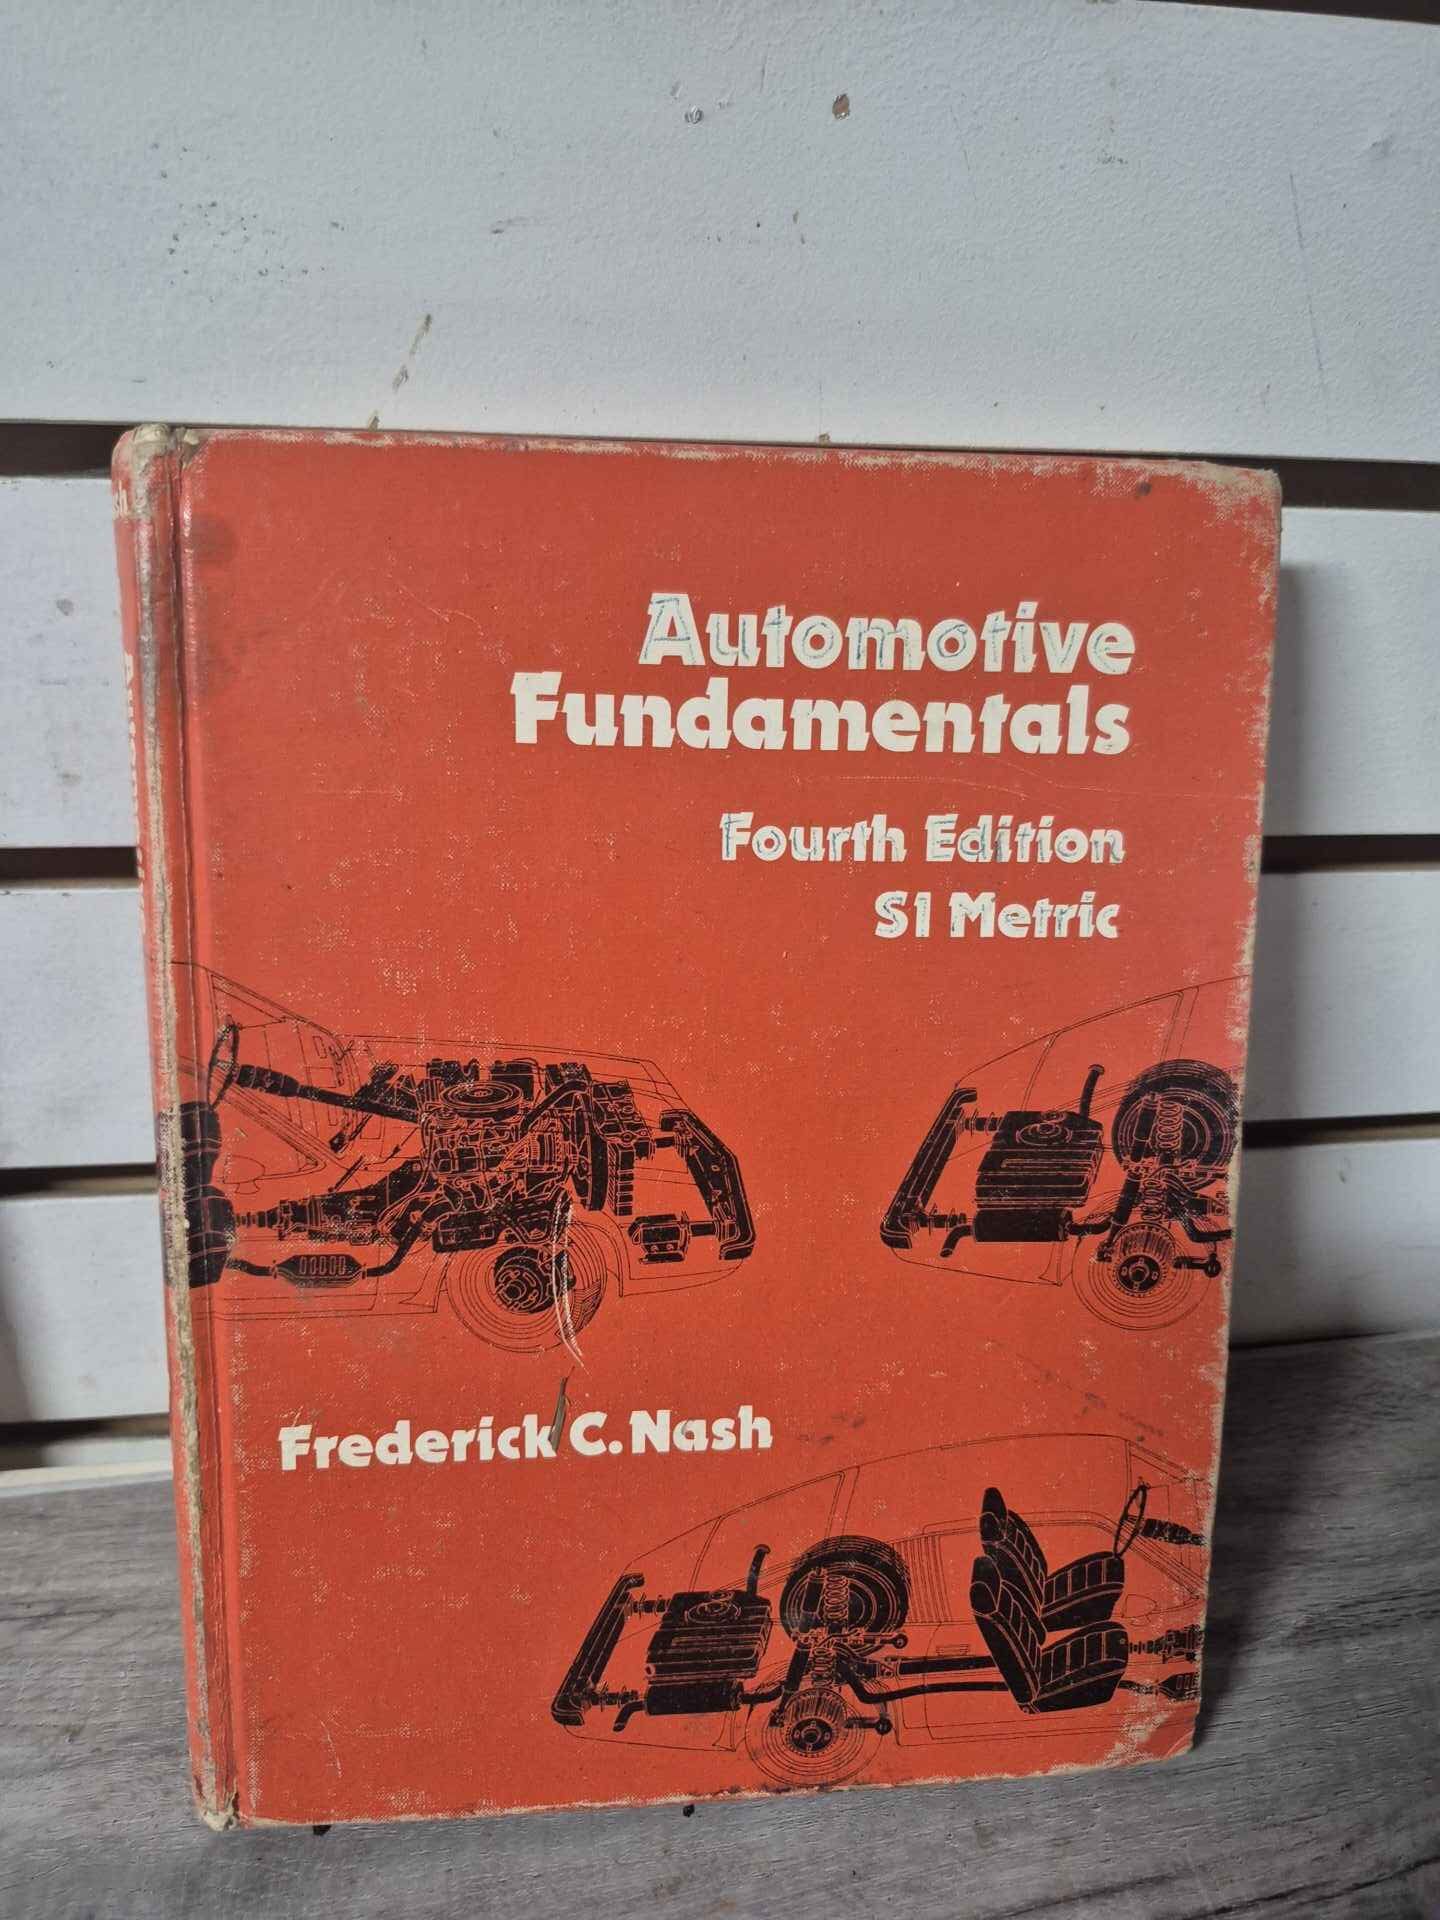 Automotive
Fundamentals
Fourth Edition
SI Metric
Frederick C. Nash